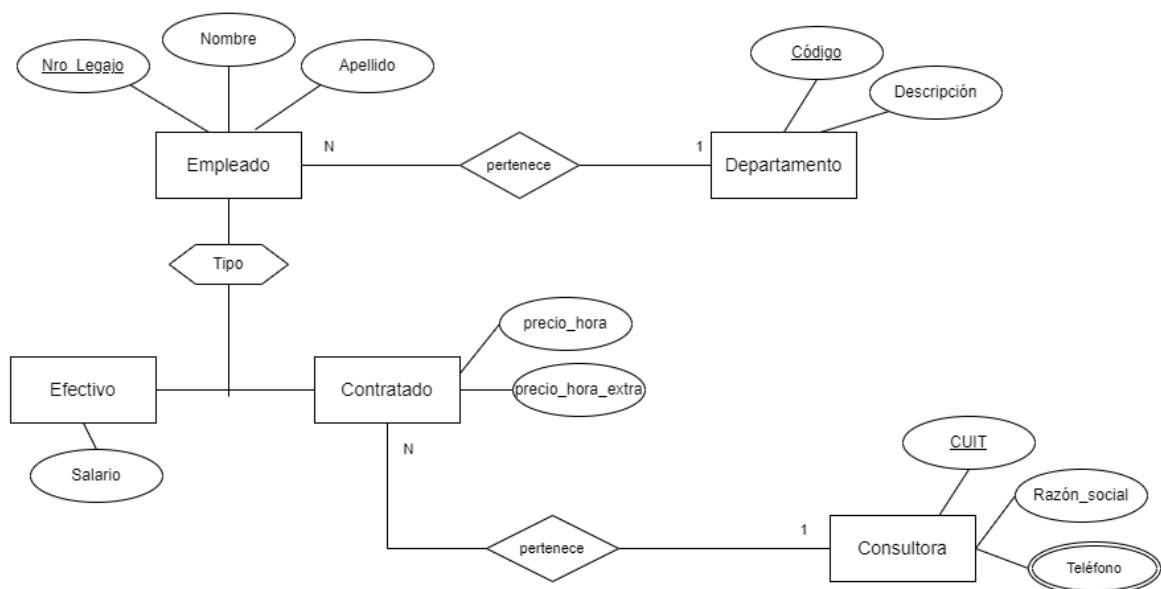 Nombre
Nro_Legajo
Apellido
Código
Descripción
Empleado
N
pertenece
1
Departamento
Tipo
precio_hora
Efectivo
Contratado
precio_hora_extra
Salario
N
CUIT
Razón_social
pertenece
1
Consultora
Teléfono